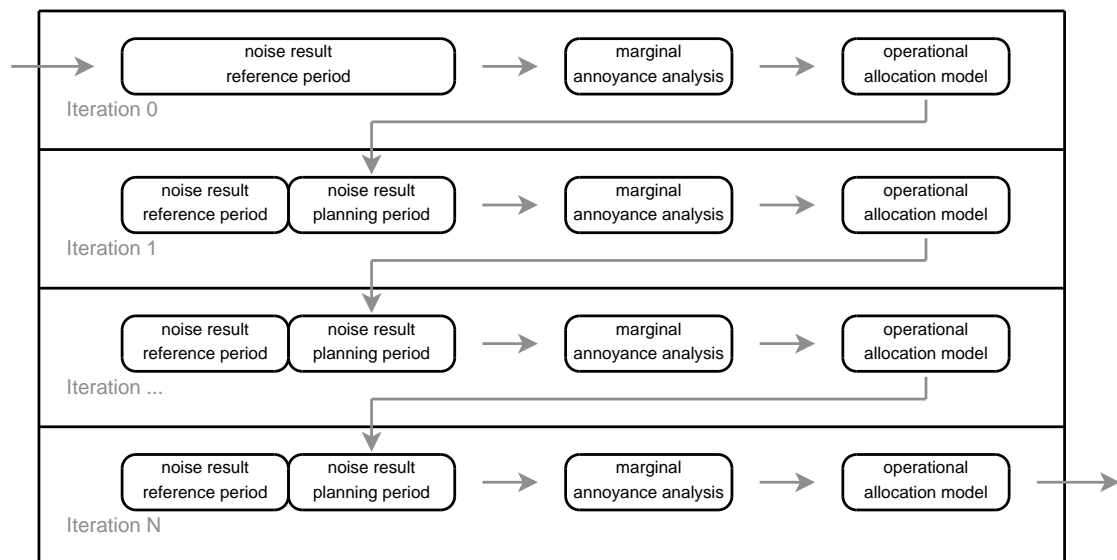 noise result
reference period
marginal
annoyance analysis
operational
allocation model
Iteration 0
noise result
reference period
noise result
planning period
marginal
annoyance analysis
operational
allocation model
Iteration 1
noise result
reference period
noise result
planning period
marginal
annoyance analysis
operational
allocation model
Iteration ...
noise result
reference period
noise result
planning period
marginal
annoyance analysis
operational
allocation model
Iteration N